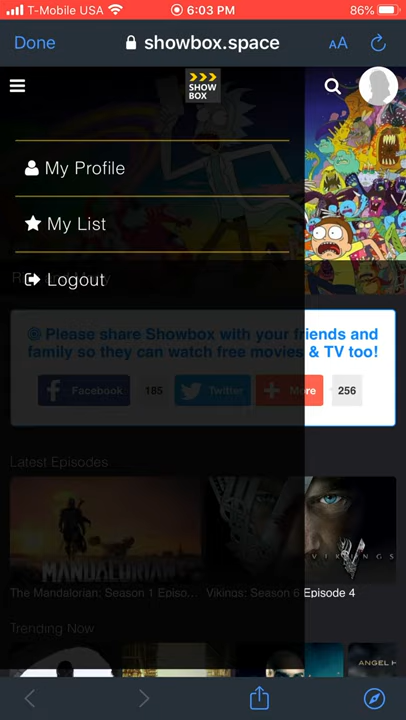 T-Mobile USA 6:03 PM 86%
Done showbox.space AA
SHOW
BOX
My Profile
My List
Logout
Please share Showbox with your friends and
family so they can watch free movies & TV too!
Facebook 185 Twitter More 256
Latest Episodes
MANDALORIAN
VIKINGS
The Mandalorian: Season 1 Episo... Vikings: Season 6 Episode 4
Trending Now
ANGEL H